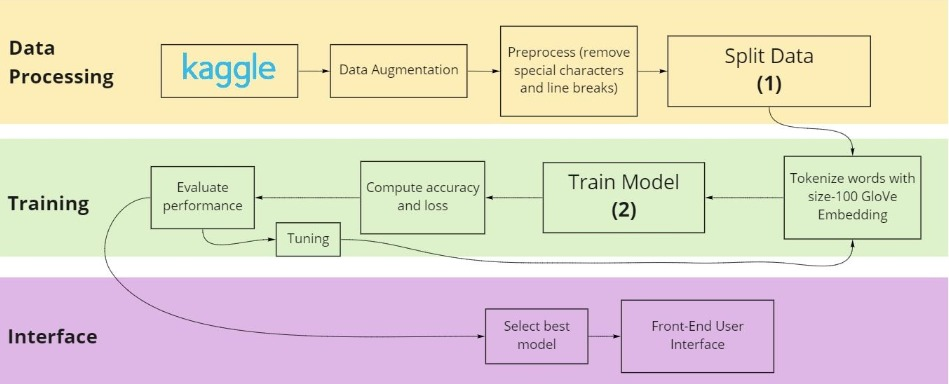 Data
Processing
kaggle
Data Augmentation
Preprocess (remove
special characters
and line breaks)
Split Data
(1)
Training
Evaluate
performance
Tuning
Compute accuracy
and loss
Train Model
(2)
Tokenize words with
size-100 GloVe
Embedding
Interface
Select best
model
Front-End User
Interface